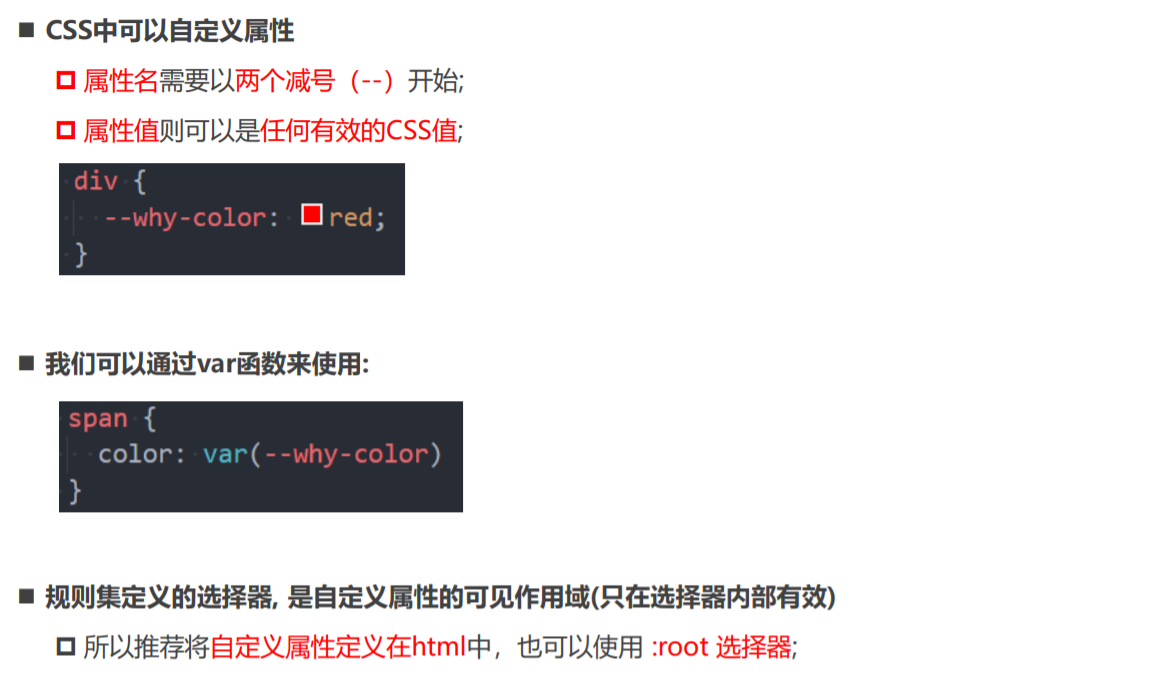 CSS中可以自定义属性
属性名需要以两个减号（--）开始;
属性值则可以是任何有效的CSS值;
div {
--why-color: red;
}
我们可以通过var函数来使用:
span {
color: var(--why-color)
}
规则集定义的选择器, 是自定义属性的可见作用域(只在选择器内部有效)
所以推荐将自定义属性定义在html中，也可以使用 :root 选择器;